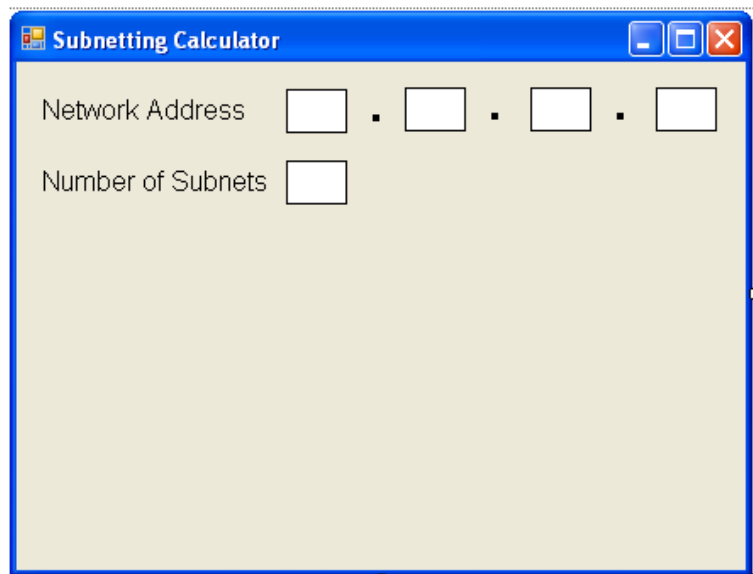 Subnetting Calculator
Network Address . . .
Number of Subnets